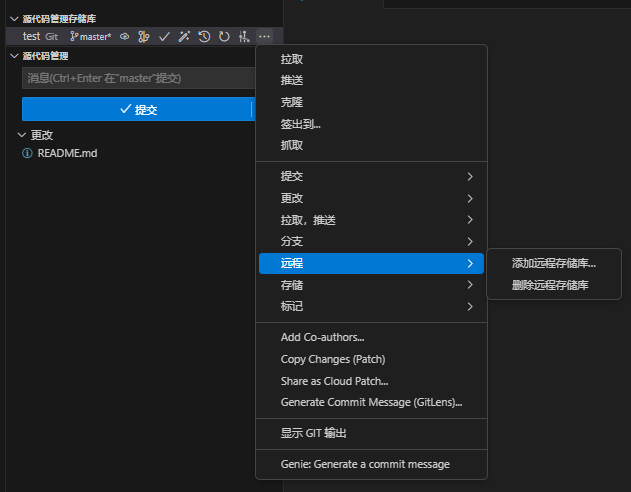 源代码管理存储库
test Git master*
源代码管理
消息(Ctrl+Enter 在"master"提交)
提交
更改
README.md
拉取
推送
克隆
签出到...
抓取
提交
更改
拉取，推送
分支
远程
添加远程存储库...
删除远程存储库
存储
标记
Add Co-authors...
Copy Changes (Patch)
Share as Cloud Patch...
Generate Commit Message (GitLens)...
显示 GIT 输出
Genie: Generate a commit message